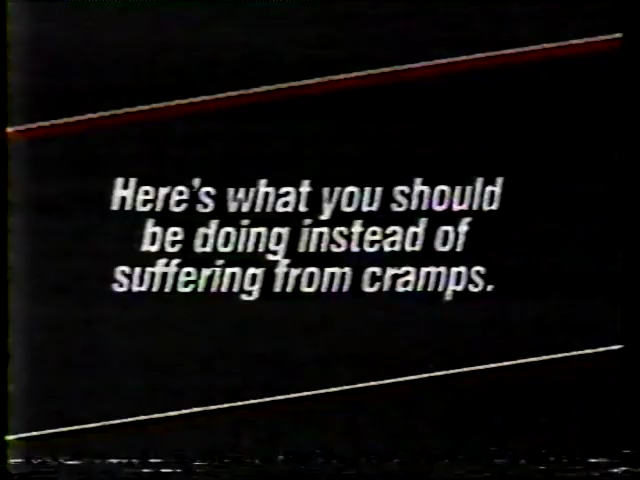 Here's what you should
be doing instead of
suffering from cramps.